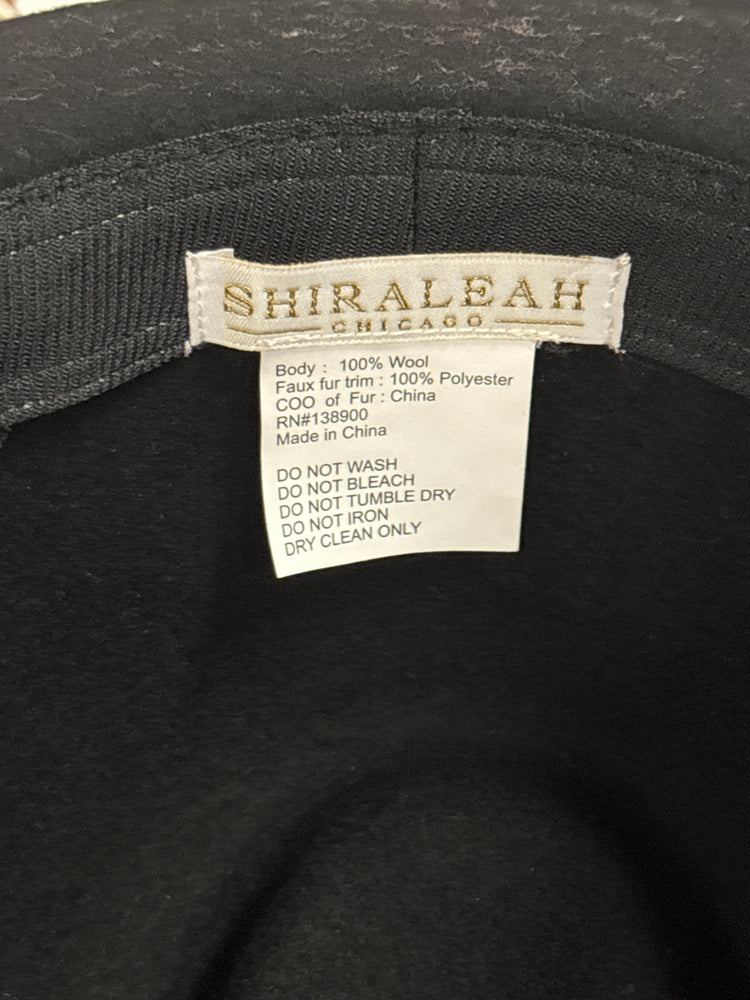 SHIRALEAH
CHICAGO
Body : 100% Wool
Faux fur trim : 100% Polyester
COO of Fur : China
RN#138900
Made in China
DO NOT WASH
DO NOT BLEACH
DO NOT TUMBLE DRY
DO NOT IRON
DRY CLEAN ONLY